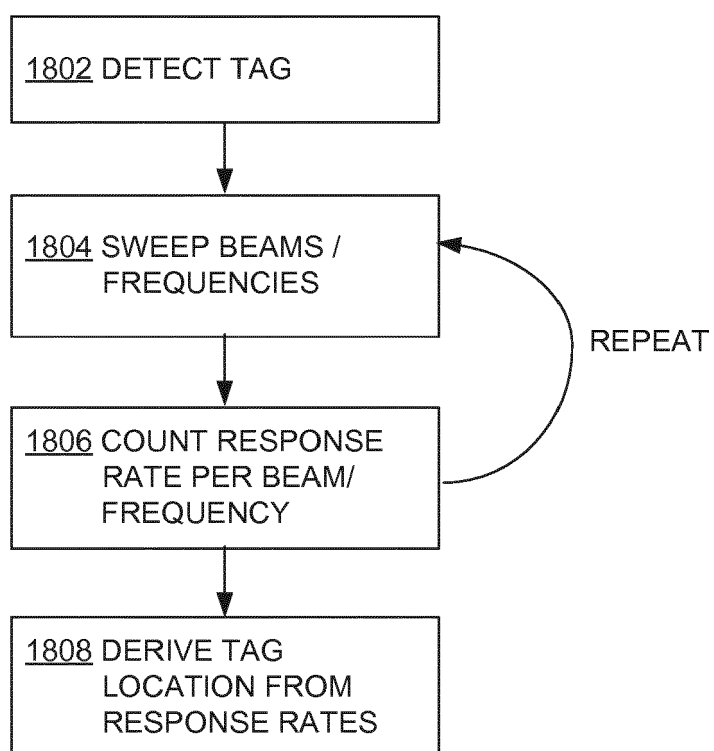 1802 DETECT TAG
1804 SWEEP BEAMS /
FREQUENCIES
REPEAT
1806 COUNT RESPONSE
RATE PER BEAM/
FREQUENCY
1808 DERIVE TAG
LOCATION FROM
RESPONSE RATES